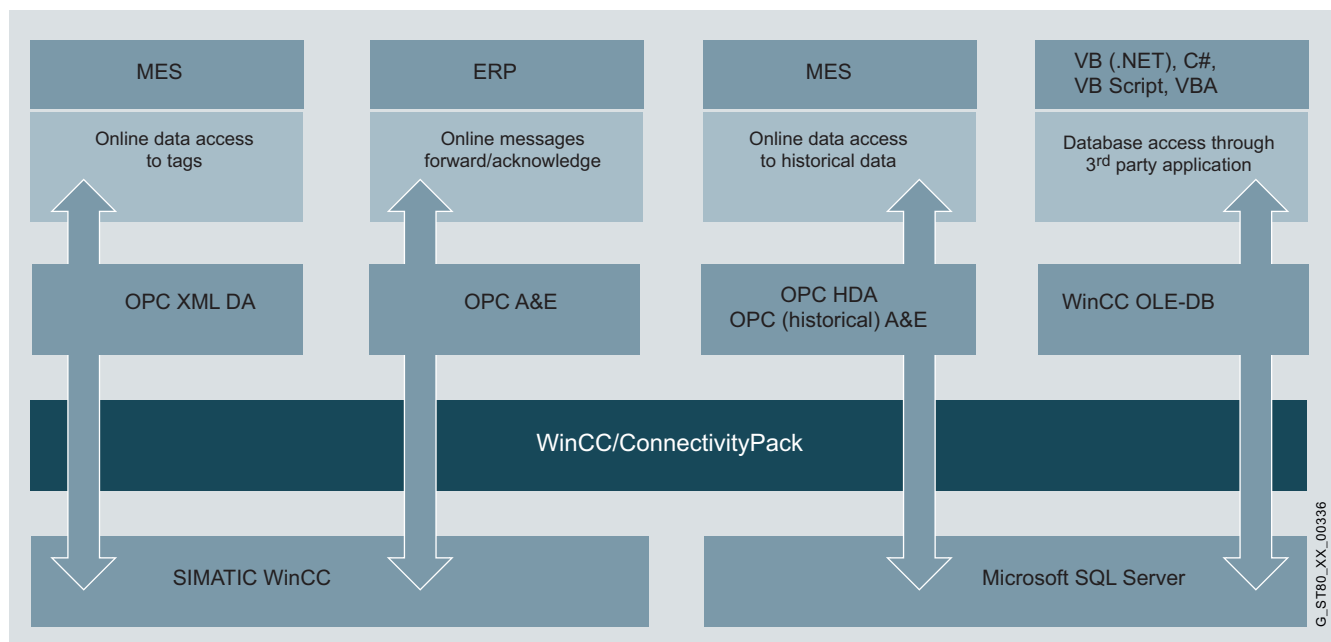 MES
Online data access
to tags
ERP
Online messages
forward/acknowledge
MES
Online data access
to historical data
VB (.NET), C#,
VB Script, VBA
Database access through
3rd party application
OPC XML DA
OPC A&E
OPC HDA
OPC (historical) A&E
WinCC OLE-DB
WinCC/ConnectivityPack
SIMATIC WinCC
Microsoft SQL Server
G_ST80_XX_00336